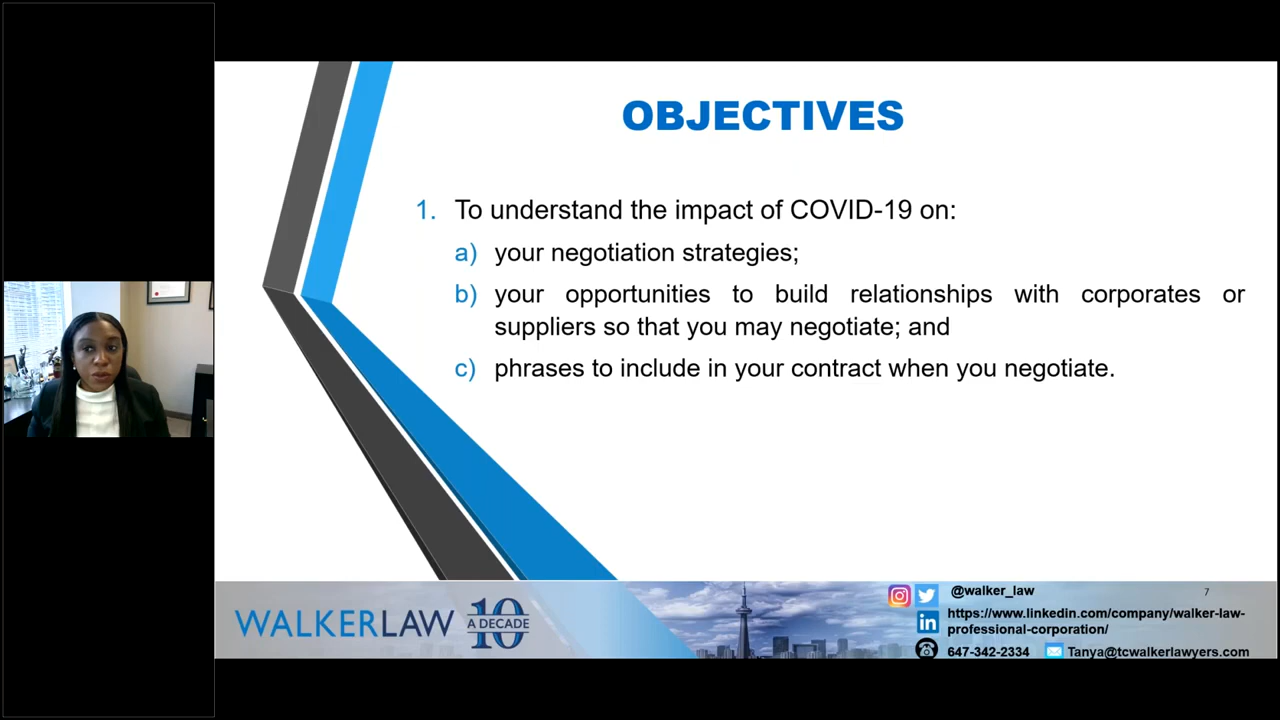 OBJECTIVES
1. To understand the impact of COVID-19 on:
a) your negotiation strategies;
b) your opportunities to build relationships with corporates or
suppliers so that you may negotiate; and
c) phrases to include in your contract when you negotiate.
WALKERLAW 10 A DECADE
@walker_law
7
https://www.linkedin.com/company/walker-law-
professional-corporation/
647-342-2334 Tanya@tcwalkerlawyers.com